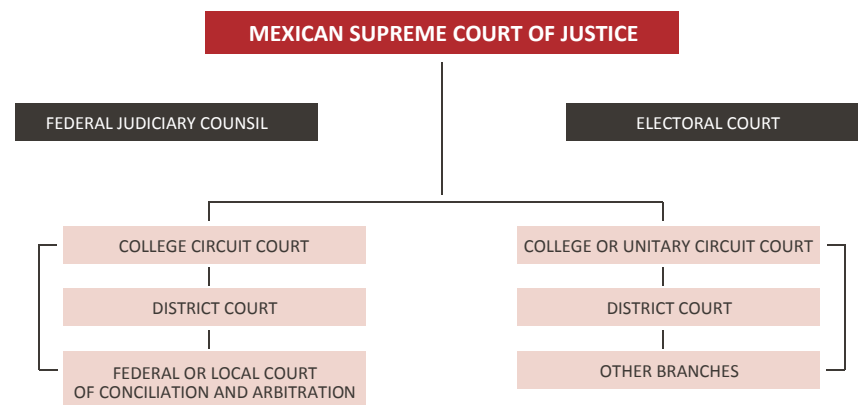 MEXICAN SUPREME COURT OF JUSTICE
FEDERAL JUDICIARY COUNSIL
ELECTORAL COURT
COLLEGE CIRCUIT COURT
COLLEGE OR UNITARY CIRCUIT COURT
DISTRICT COURT
DISTRICT COURT
FEDERAL OR LOCAL COURT
OF CONCILIATION AND ARBITRATION
OTHER BRANCHES